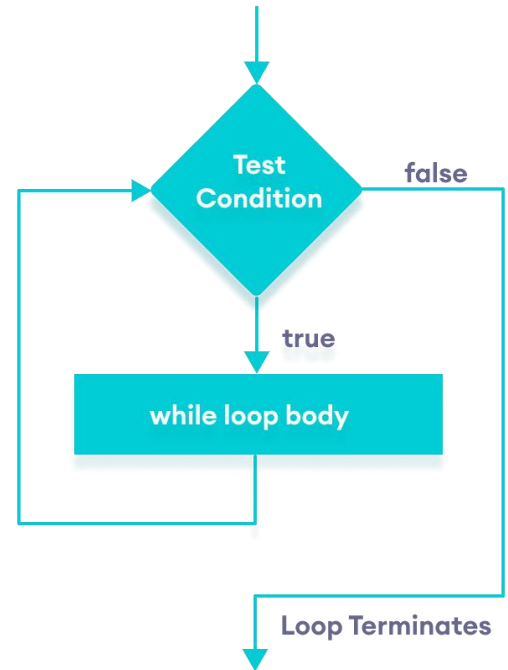 Test
Condition
false
true
while loop body
Loop Terminates